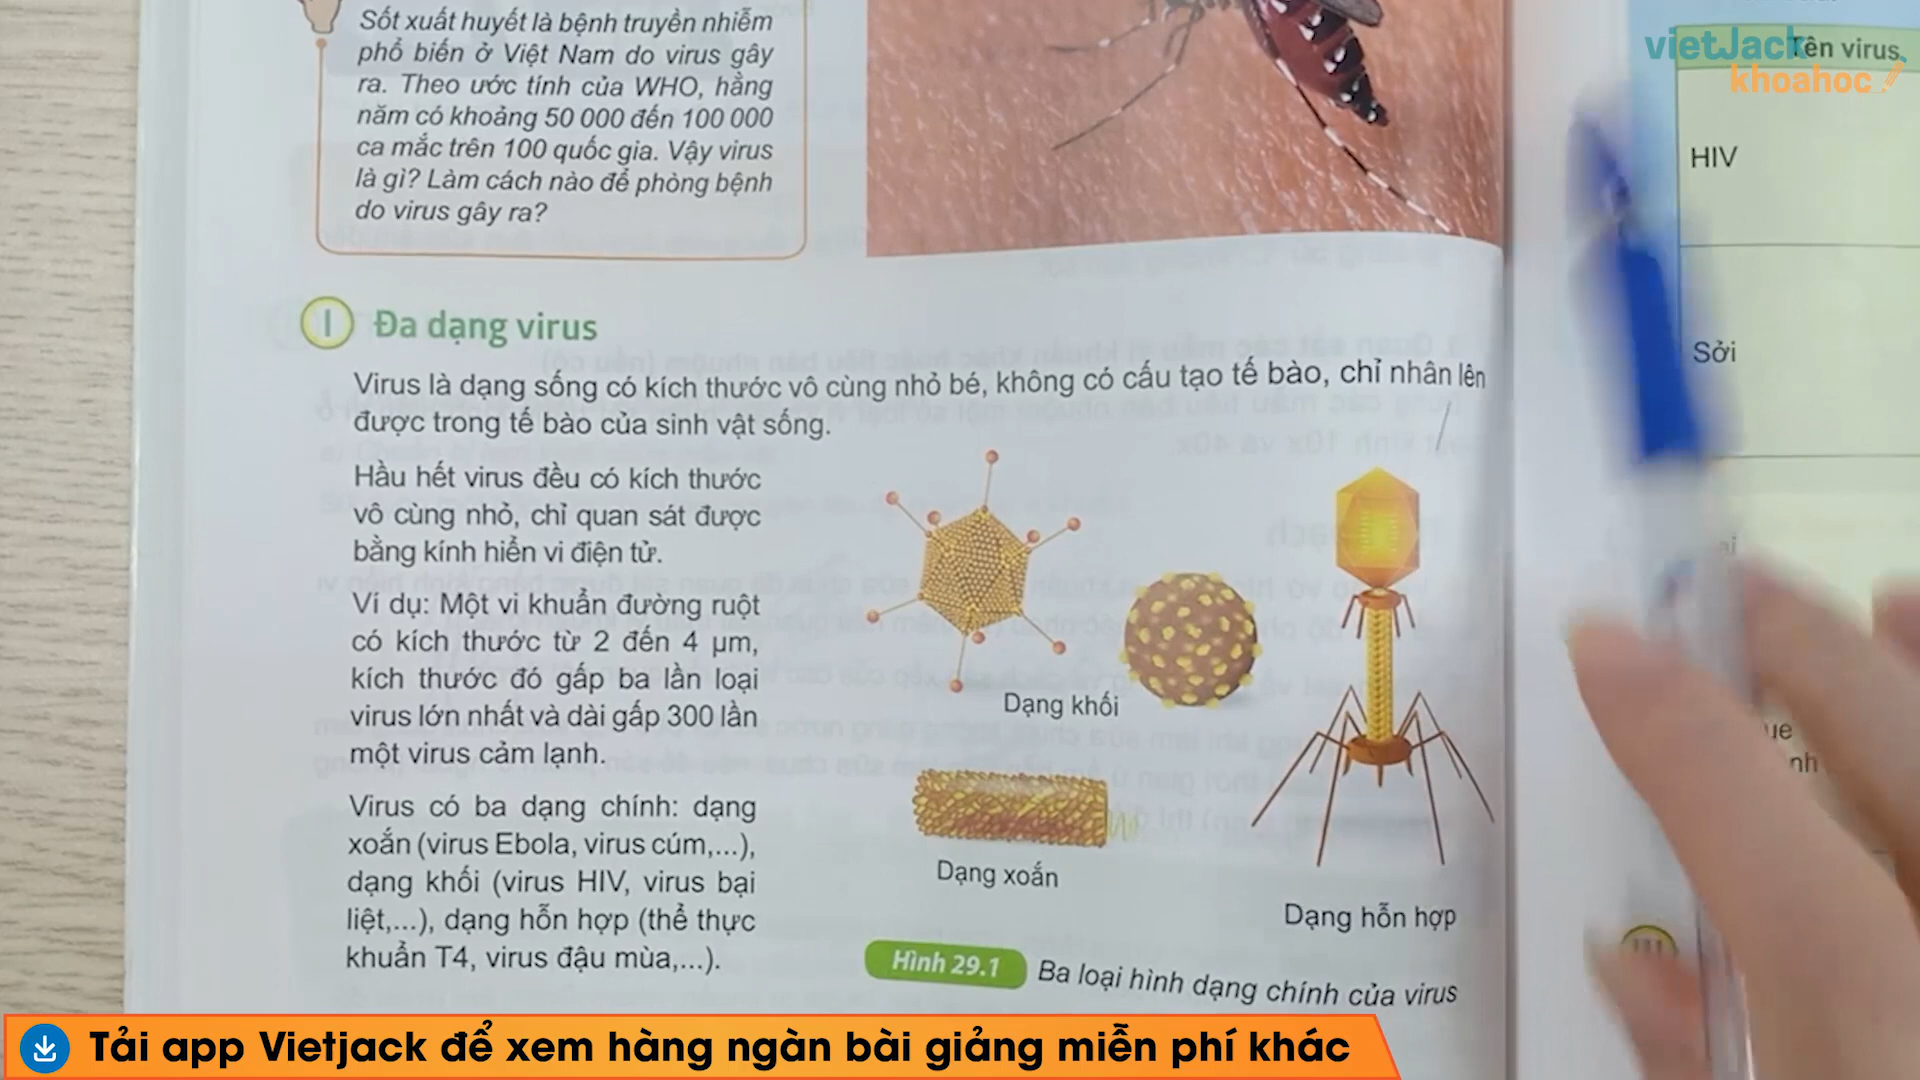 Sốt xuất huyết là bệnh truyền nhiễm
phổ biến ở Việt Nam do virus gây
ra. Theo ước tính của WHO, hằng
năm có khoảng 50 000 đến 100 000
ca mắc trên 100 quốc gia. Vậy virus
là gì? Làm cách nào để phòng bệnh
do virus gây ra?
I Đa dạng virus
Virus là dạng sống có kích thước vô cùng nhỏ bé, không có cấu tạo tế bào, chỉ nhân lên
được trong tế bào của sinh vật sống.
Hầu hết virus đều có kích thước
vô cùng nhỏ, chỉ quan sát được
bằng kính hiển vi điện tử.
Ví dụ: Một vi khuẩn đường ruột
có kích thước từ 2 đến 4 μm,
kích thước đó gấp ba lần loại
virus lớn nhất và dài gấp 300 lần
một virus cảm lạnh.
Virus có ba dạng chính: dạng
xoắn (virus Ebola, virus cúm,...),
dạng khối (virus HIV, virus bại
liệt,...), dạng hỗn hợp (thể thực
khuẩn T4, virus đậu mùa,...).
Dạng khối
Dạng xoắn
Dạng hỗn hợp
Hình 29.1 Ba loại hình dạng chính của virus
vietJack
khoahoc
Tên virus
HIV
Sởi
III
Tải app Vietjack để xem hàng ngàn bài giảng miễn phí khác